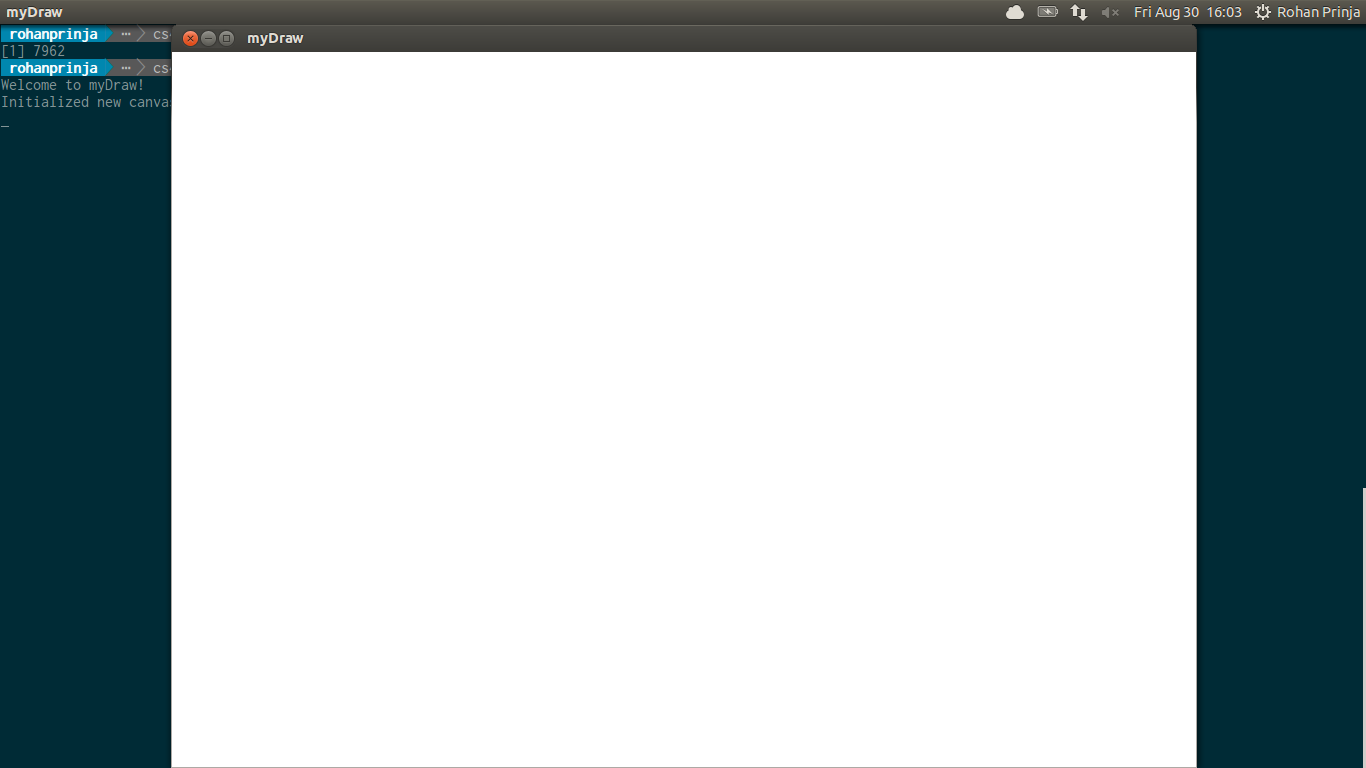 myDraw
Fri Aug 30 16:03
Rohan Prinja
rohanprinja ... cs
[1] 7962
rohanprinja ... cs
Welcome to myDraw!
Initialized new canva
myDraw